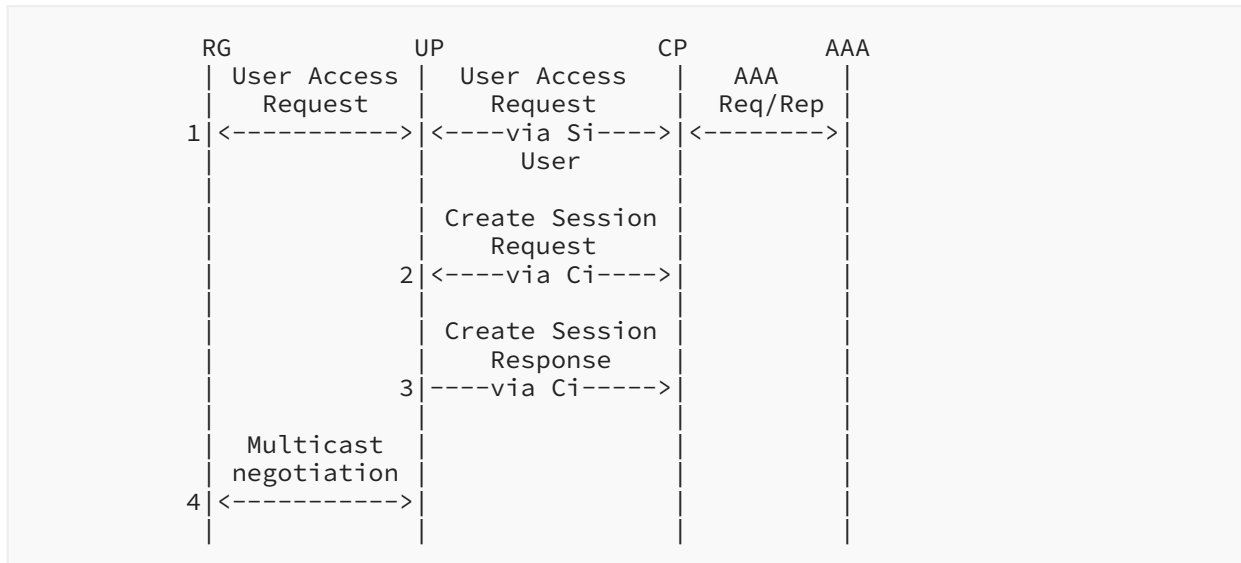 RG                UP                  CP           AAA
 | User Access  |  User Access   |    AAA     |
 |   Request    |    Request     |  Req/Rep   |
1|<----------->|<----via Si---->|<-------->|
 |              |      User      |            |
 |              |                |            |
 |              | Create Session |            |
 |              |    Request     |            |
 |             2|<----via Ci---->|            |
 |              |                |            |
 |              | Create Session |            |
 |              |    Response    |            |
 |             3|----via Ci----->|            |
 |              |                |            |
 |  Multicast   |                |            |
 | negotiation  |                |            |
4|<----------->|                |            |
 |              |                |            |